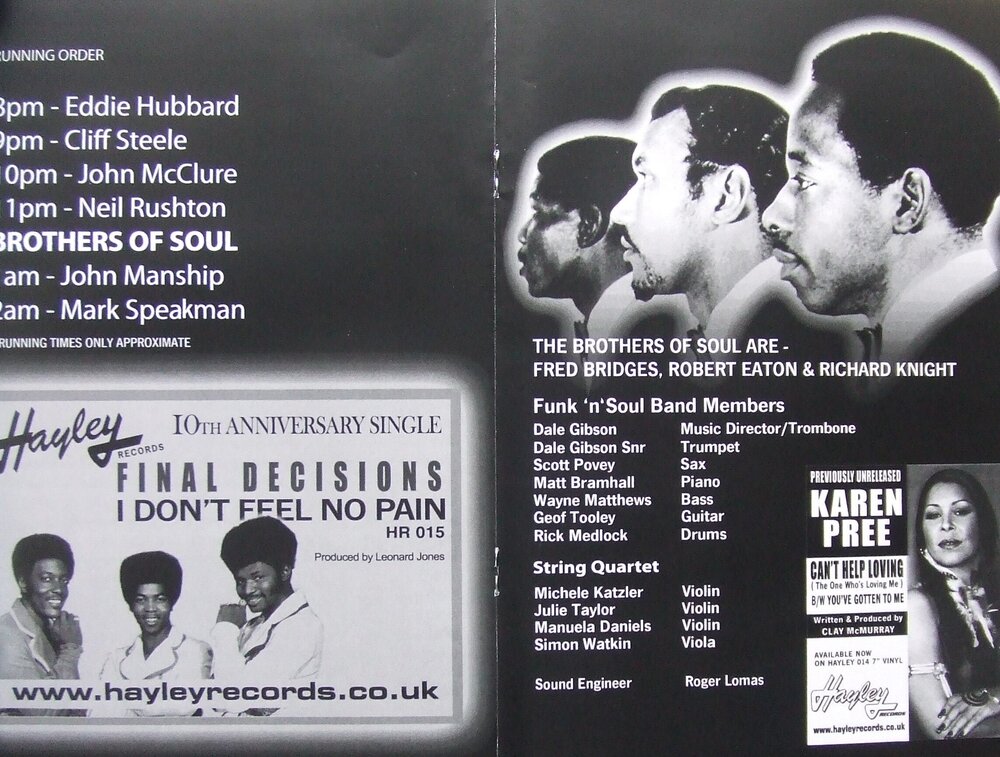 RUNNING ORDER
8pm - Eddie Hubbard
9pm - Cliff Steele
10pm - John McClure
11pm - Neil Rushton
BROTHERS OF SOUL
am - John Manship
2am - Mark Speakman
RUNNING TIMES ONLY APPROXIMATE
Hayley RECORDS
10TH ANNIVERSARY SINGLE
FINAL DECISIONS
I DON'T FEEL NO PAIN
HR 015
Produced by Leonard Jones
www.hayleyrecords.co.uk
THE BROTHERS OF SOUL ARE -
FRED BRIDGES, ROBERT EATON & RICHARD KNIGHT
Funk 'n' Soul Band Members
Dale Gibson Music Director/Trombone
Dale Gibson Snr Trumpet
Scott Povey Sax
Matt Bramhall Piano
Wayne Matthews Bass
Geof Tooley Guitar
Rick Medlock Drums
String Quartet
Michele Katzler Violin
Julie Taylor Violin
Manuela Daniels Violin
Simon Watkin Viola
Sound Engineer Roger Lomas
PREVIOUSLY UNRELEASED
KAREN
PREE
CAN'T HELP LOVING
(The One Who's Loving Me)
B/W YOU'VE GOTTEN TO ME
Written & Produced by
CLAY McMURRAY
AVAILABLE NOW
ON HAYLEY 014 7" VINYL
Hayley
RECORDS
www.hayleyrecords.co.uk